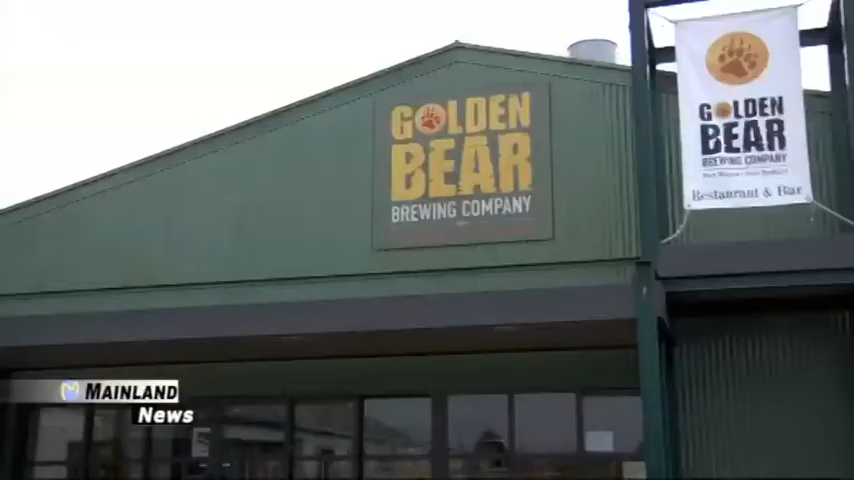 GOLDEN
BEAR
BREWING COMPANY
GOLDEN
BEAR
BREWING COMPANY
Restaurant & Bar
MAINLAND
News